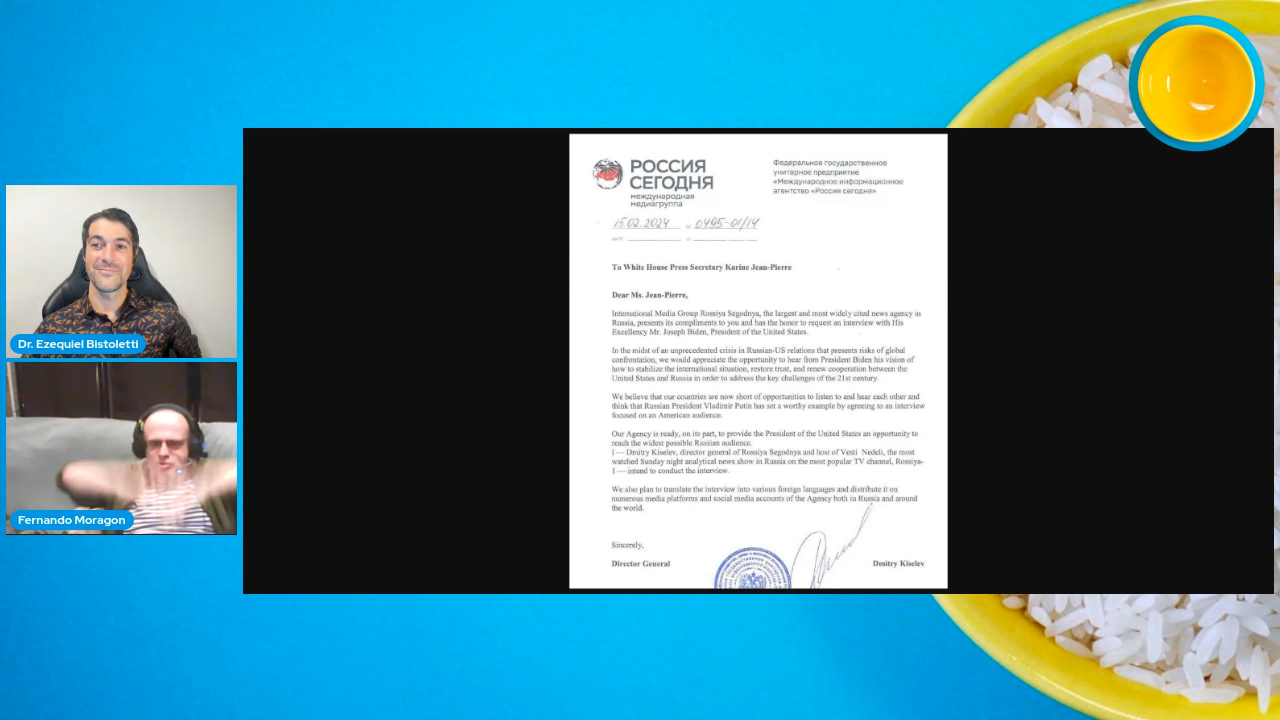 Dr. Ezequiel Bistoletti
Fernando Moragon
РОССИЯ
СЕГОДНЯ
международная
медиагруппа
Федеральное государственное
унитарное предприятие
«Международное информационное
агентство «Россия сегодня»
15.02.2024 № 0495-01/14
To White House Press Secretary Karine Jean-Pierre
Dear Ms. Jean-Pierre,
International Media Group Rossiya Segodnya, the largest and most widely cited news agency in
Russia, presents its compliments to you and has the honor to request an interview with His
Excellency Mr. Joseph Biden, President of the United States.
In the midst of an unprecedented crisis in Russian-US relations that presents risks of global
confrontation, we would appreciate the opportunity to hear from President Biden his vision of
how to stabilize the international situation, restore trust, and renew cooperation between the
United States and Russia in order to address the key challenges of the 21st century.
We believe that our countries are now short of opportunities to listen to and hear each other and
think that Russian President Vladimir Putin has set a worthy example by agreeing to an interview
focused on an American audience.
Our Agency is ready, on its part, to provide the President of the United States an opportunity to
reach the widest possible Russian audience.
I — Dmitry Kiselev, director general of Rossiya Segodnya and host of Vesti Nedeli, the most
watched Sunday night analytical news show in Russia on the most popular TV channel, Rossiya-
1 — intend to conduct the interview.
We also plan to translate the interview into various foreign languages and distribute it on
numerous media platforms and social media accounts of the Agency both in Russia and around
the world.
Sincerely,
Director General
Dmitry Kiselev